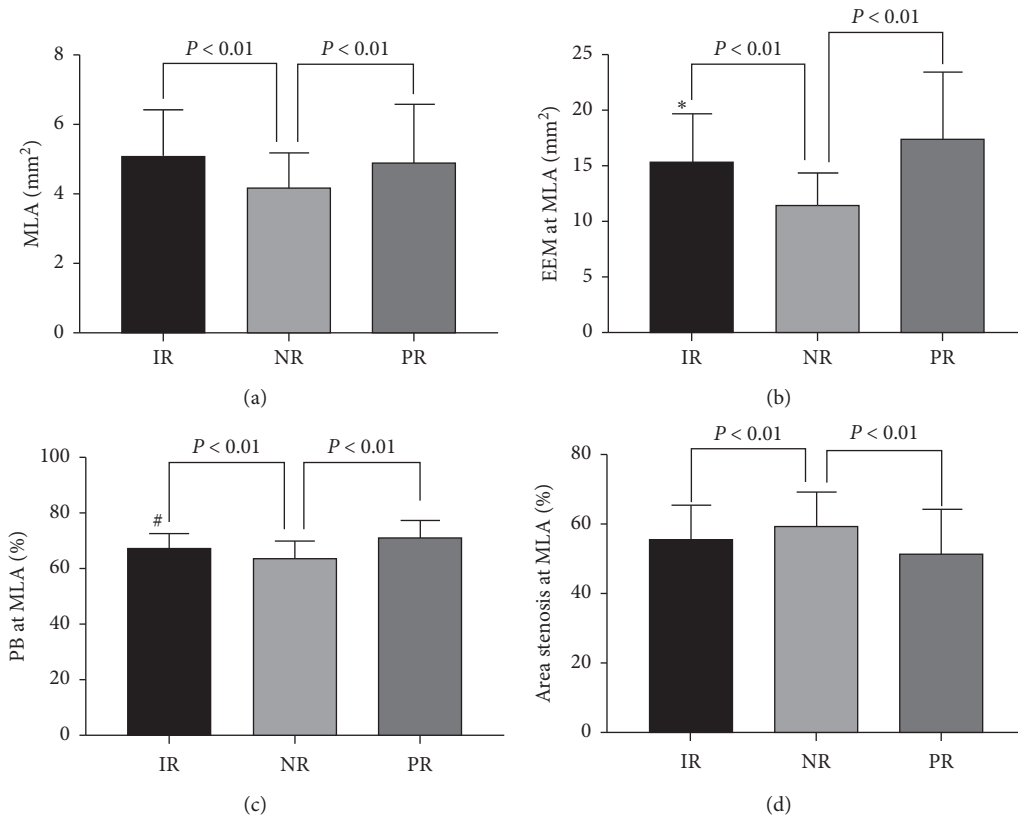 P < 0.01 P < 0.01
MLA (mm²)
8
6
4
2
0
IR NR PR
(a)
P < 0.01 P < 0.01
EEM at MLA (mm²)
25
20
15
10
5
0
*
IR NR PR
(b)
P < 0.01 P < 0.01
PB at MLA (%)
100
80
60
40
20
0
#
IR NR PR
(c)
P < 0.01 P < 0.01
Area stenosis at MLA (%)
80
60
40
20
0
IR NR PR
(d)